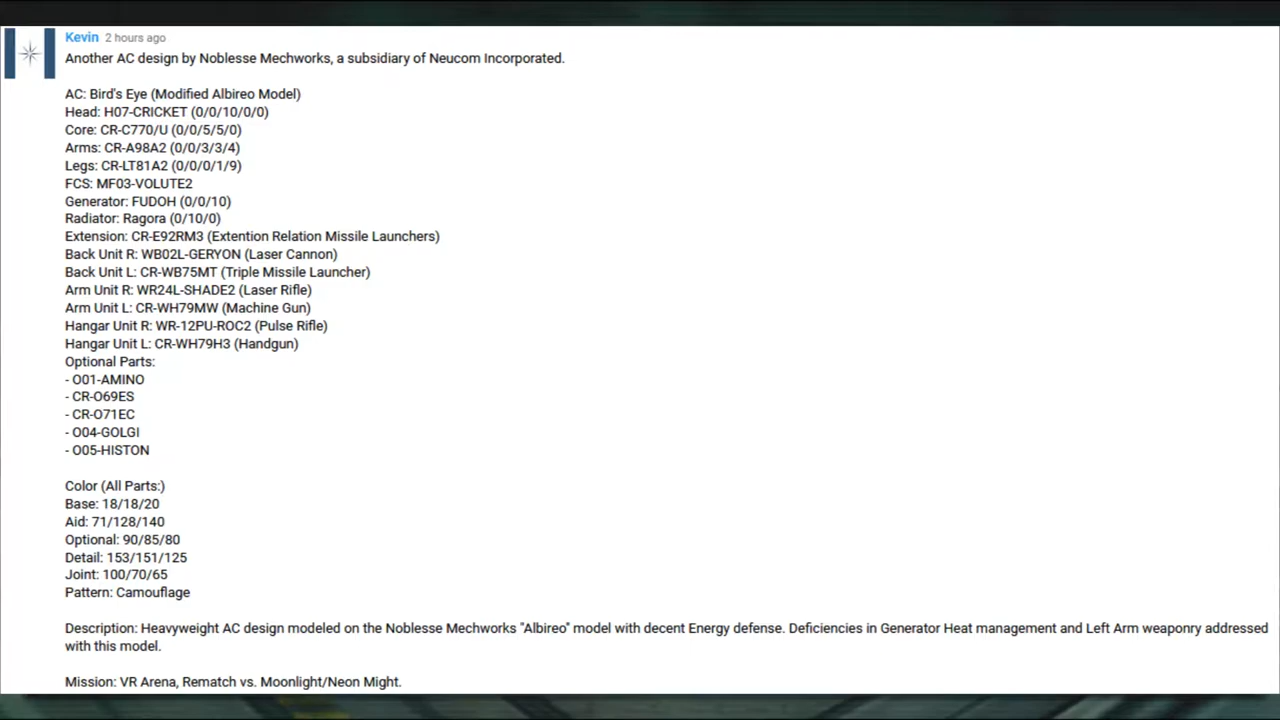 Kevin 2 hours ago
Another AC design by Noblesse Mechworks, a subsidiary of Neucom Incorporated.
AC: Bird's Eye (Modified Albireo Model)
Head: H07-CRICKET (0/0/10/0/0)
Core: CR-C770/U (0/0/5/5/0)
Arms: CR-A98A2 (0/0/3/3/4)
Legs: CR-LT81A2 (0/0/0/1/9)
FCS: MF03-VOLUTE2
Generator: FUDOH (0/0/10)
Radiator: Ragora (0/10/0)
Extension: CR-E92RM3 (Extention Relation Missile Launchers)
Back Unit R: WB02L-GERYON (Laser Cannon)
Back Unit L: CR-WB75MT (Triple Missile Launcher)
Arm Unit R: WR24L-SHADE2 (Laser Rifle)
Arm Unit L: CR-WH79MW (Machine Gun)
Hangar Unit R: WR-12PU-ROC2 (Pulse Rifle)
Hangar Unit L: CR-WH79H3 (Handgun)
Optional Parts:
- O01-AMINO
- CR-O69ES
- CR-O71EC
- O04-GOLGI
- O05-HISTON
Color (All Parts:)
Base: 18/18/20
Aid: 71/128/140
Optional: 90/85/80
Detail: 153/151/125
Joint: 100/70/65
Pattern: Camouflage
Description: Heavyweight AC design modeled on the Noblesse Mechworks "Albireo" model with decent Energy defense. Deficiencies in Generator Heat management and Left Arm weaponry addressed
with this model.
Mission: VR Arena, Rematch vs. Moonlight/Neon Might.